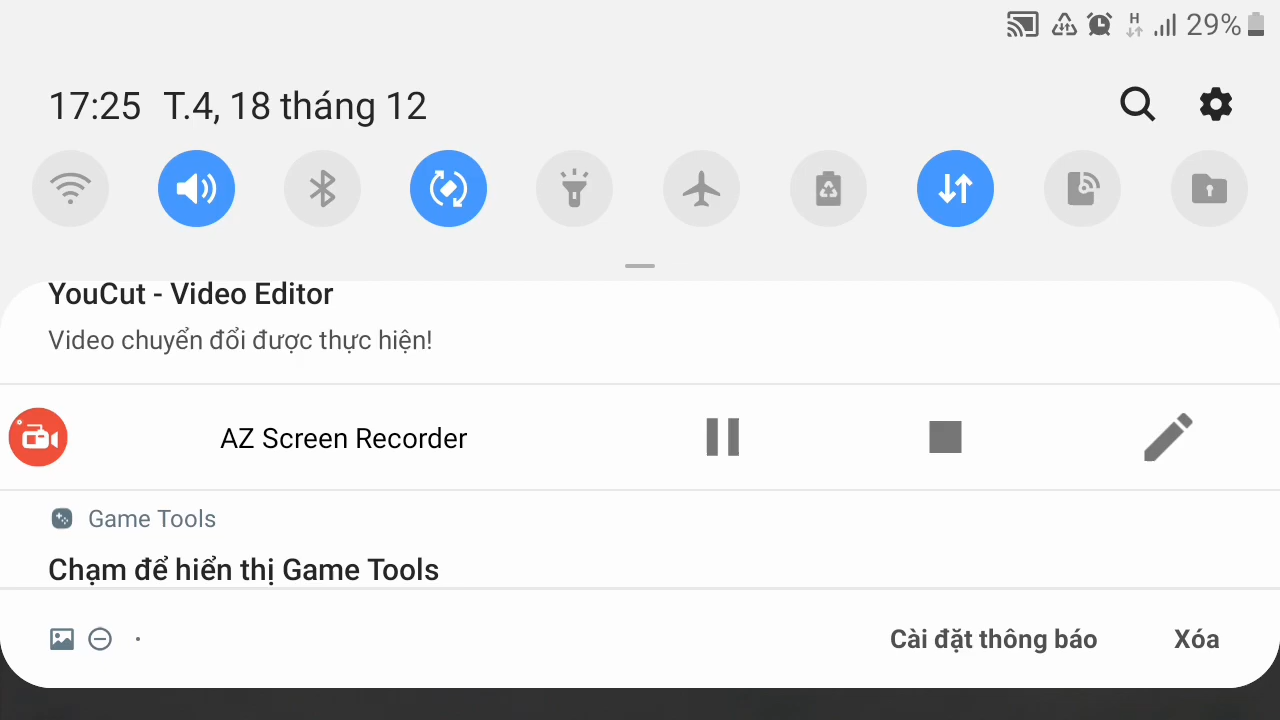 H 29%
17:25 T.4, 18 tháng 12
YouCut - Video Editor
Video chuyển đổi được thực hiện!
AZ Screen Recorder
Game Tools
Chạm để hiển thị Game Tools
Cài đặt thông báo Xóa